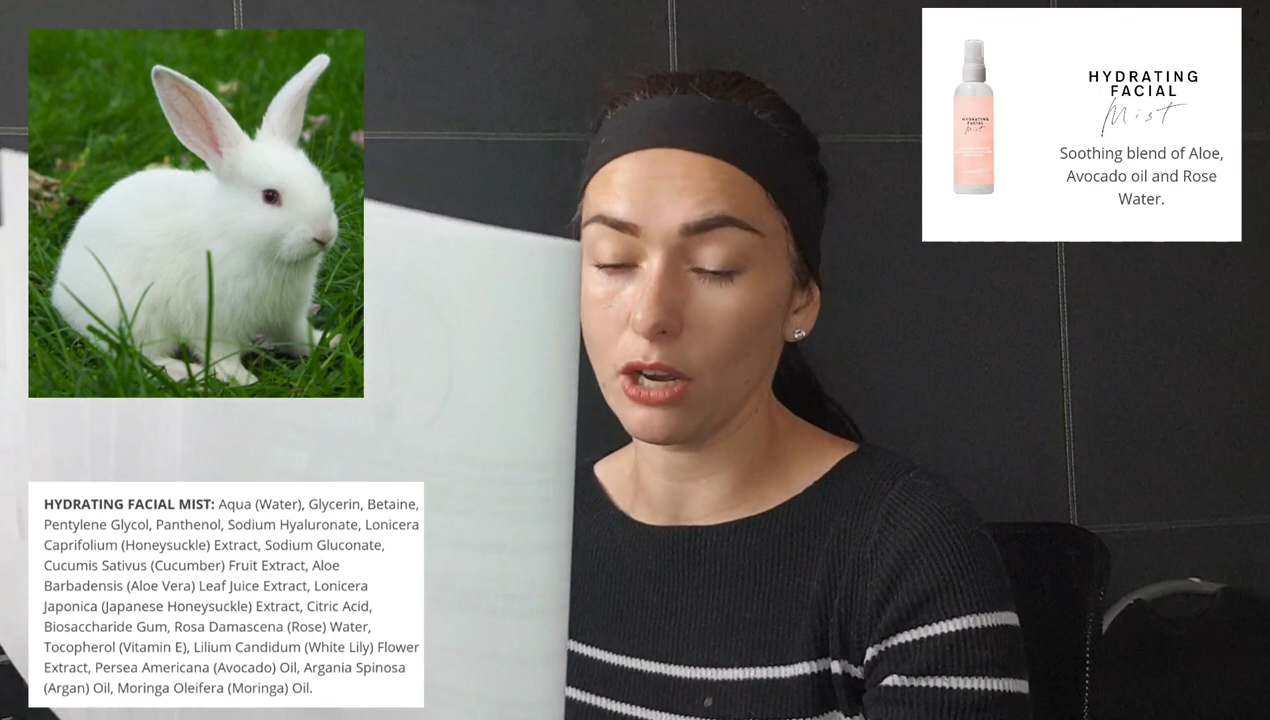 HYDRATING
FACIAL
Mist
Soothing blend of Aloe,
Avocado oil and Rose
Water.
HYDRATING
FACIAL
Mist
HYDRATING FACIAL MIST: Aqua (Water), Glycerin, Betaine,
Pentylene Glycol, Panthenol, Sodium Hyaluronate, Lonicera
Caprifolium (Honeysuckle) Extract, Sodium Gluconate,
Cucumis Sativus (Cucumber) Fruit Extract, Aloe
Barbadensis (Aloe Vera) Leaf Juice Extract, Lonicera
Japonica (Japanese Honeysuckle) Extract, Citric Acid,
Biosaccharide Gum, Rosa Damascena (Rose) Water,
Tocopherol (Vitamin E), Lilium Candidum (White Lily) Flower
Extract, Persea Americana (Avocado) Oil, Argania Spinosa
(Argan) Oil, Moringa Oleifera (Moringa) Oil.